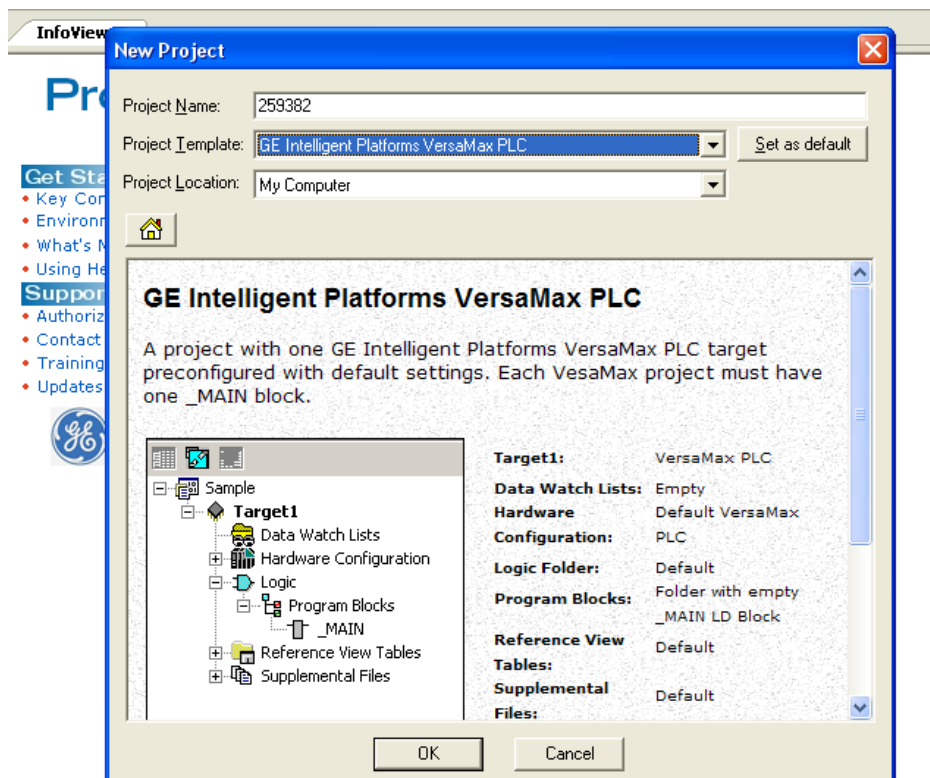 InfoView
New Project
Pr
Project Name: 259382
Project Template: GE Intelligent Platforms VersaMax PLC Set as default
Project Location: My Computer
Get Sta
Key Con
Environm
What's N
Using He
Suppor
Authoriz
Contact
Training
Updates
GE Intelligent Platforms VersaMax PLC
A project with one GE Intelligent Platforms VersaMax PLC target
preconfigured with default settings. Each VesaMax project must have
one _MAIN block.
Sample
Target1
Data Watch Lists
Hardware Configuration
Logic
Program Blocks
_MAIN
Reference View Tables
Supplemental Files
Target1: VersaMax PLC
Data Watch Lists: Empty
Hardware Default VersaMax
Configuration: PLC
Logic Folder: Default
Program Blocks: Folder with empty
_MAIN LD Block
Reference View
Tables: Default
Supplemental
Files: Default
OK Cancel